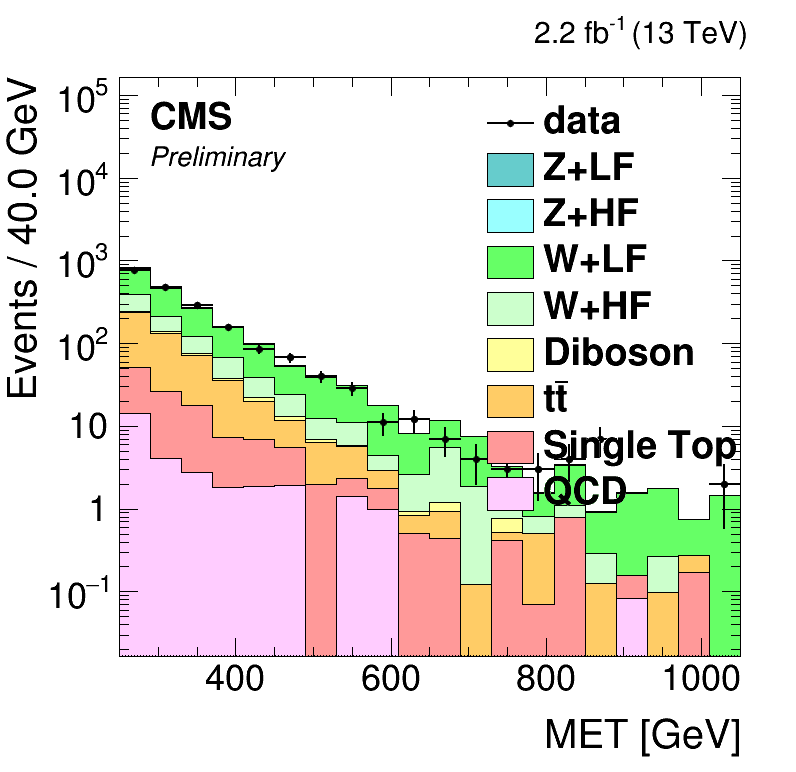 2.2 fb⁻¹ (13 TeV)
CMS
Preliminary
data
Z+LF
Z+HF
W+LF
W+HF
Diboson
tt̄
Single Top
QCD
Events / 40.0 GeV
10⁵
10⁴
10³
10²
10
1
10⁻¹
400 600 800 1000
MET [GeV]